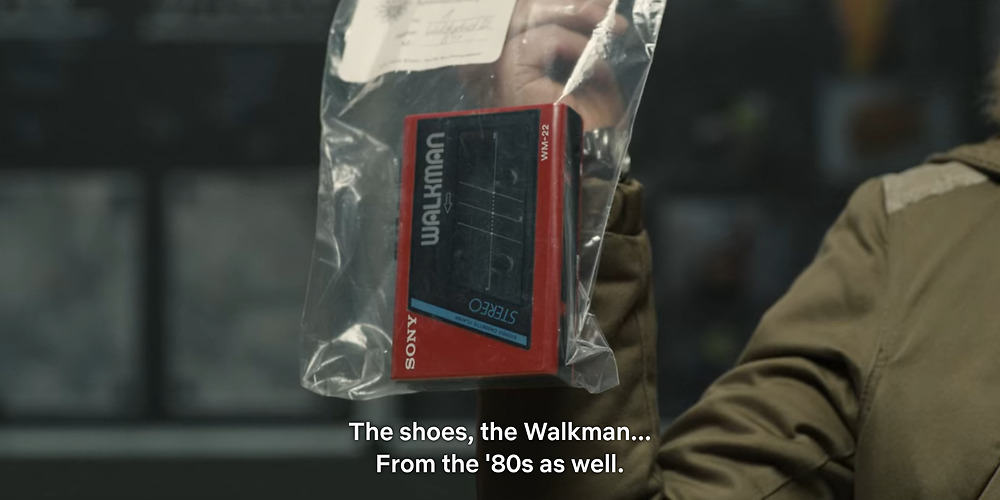 WALKMAN
WM-22
STEREO
SONY
The shoes, the Walkman...
From the '80s as well.